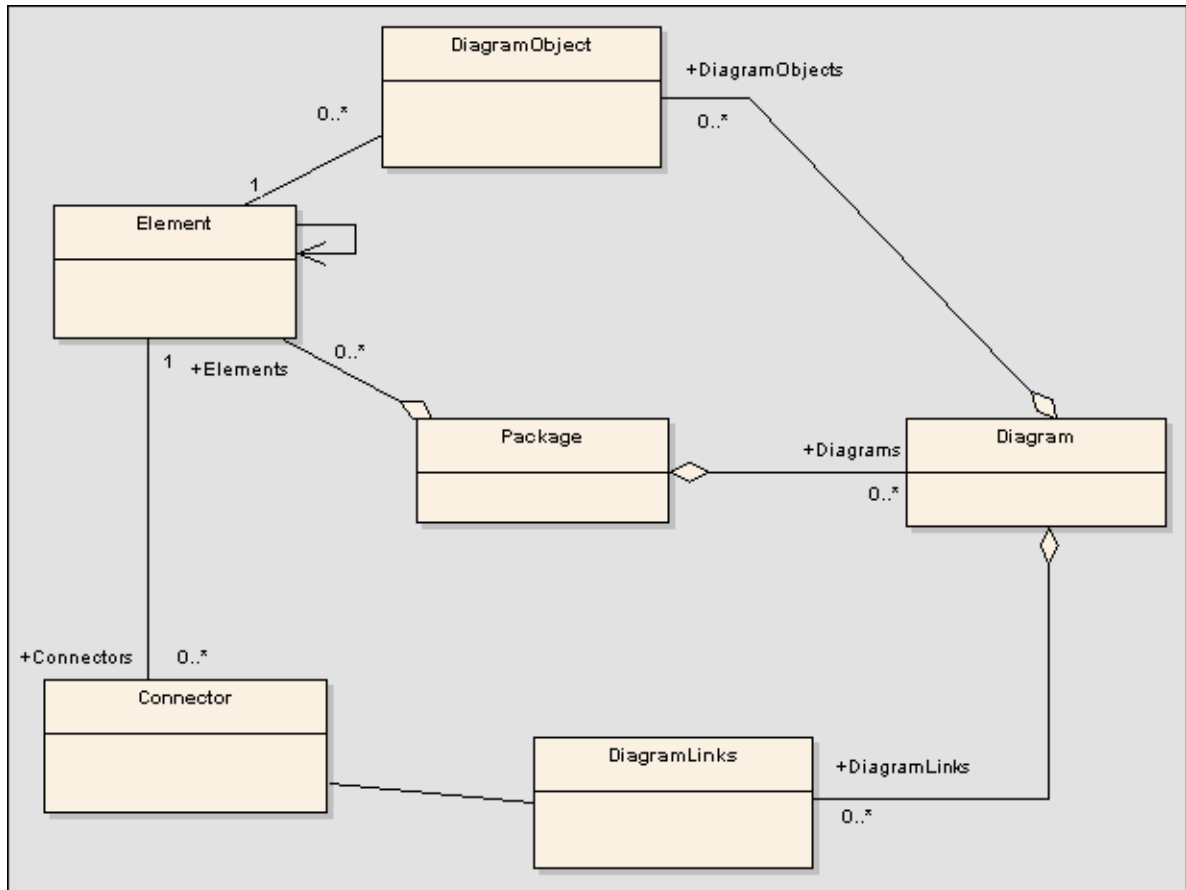 DiagramObject
+DiagramObjects
0..*
0..*
1
Element
1
+Elements
0..*
Package
+Diagrams
0..*
Diagram
+Connectors
0..*
Connector
DiagramLinks
+DiagramLinks
0..*